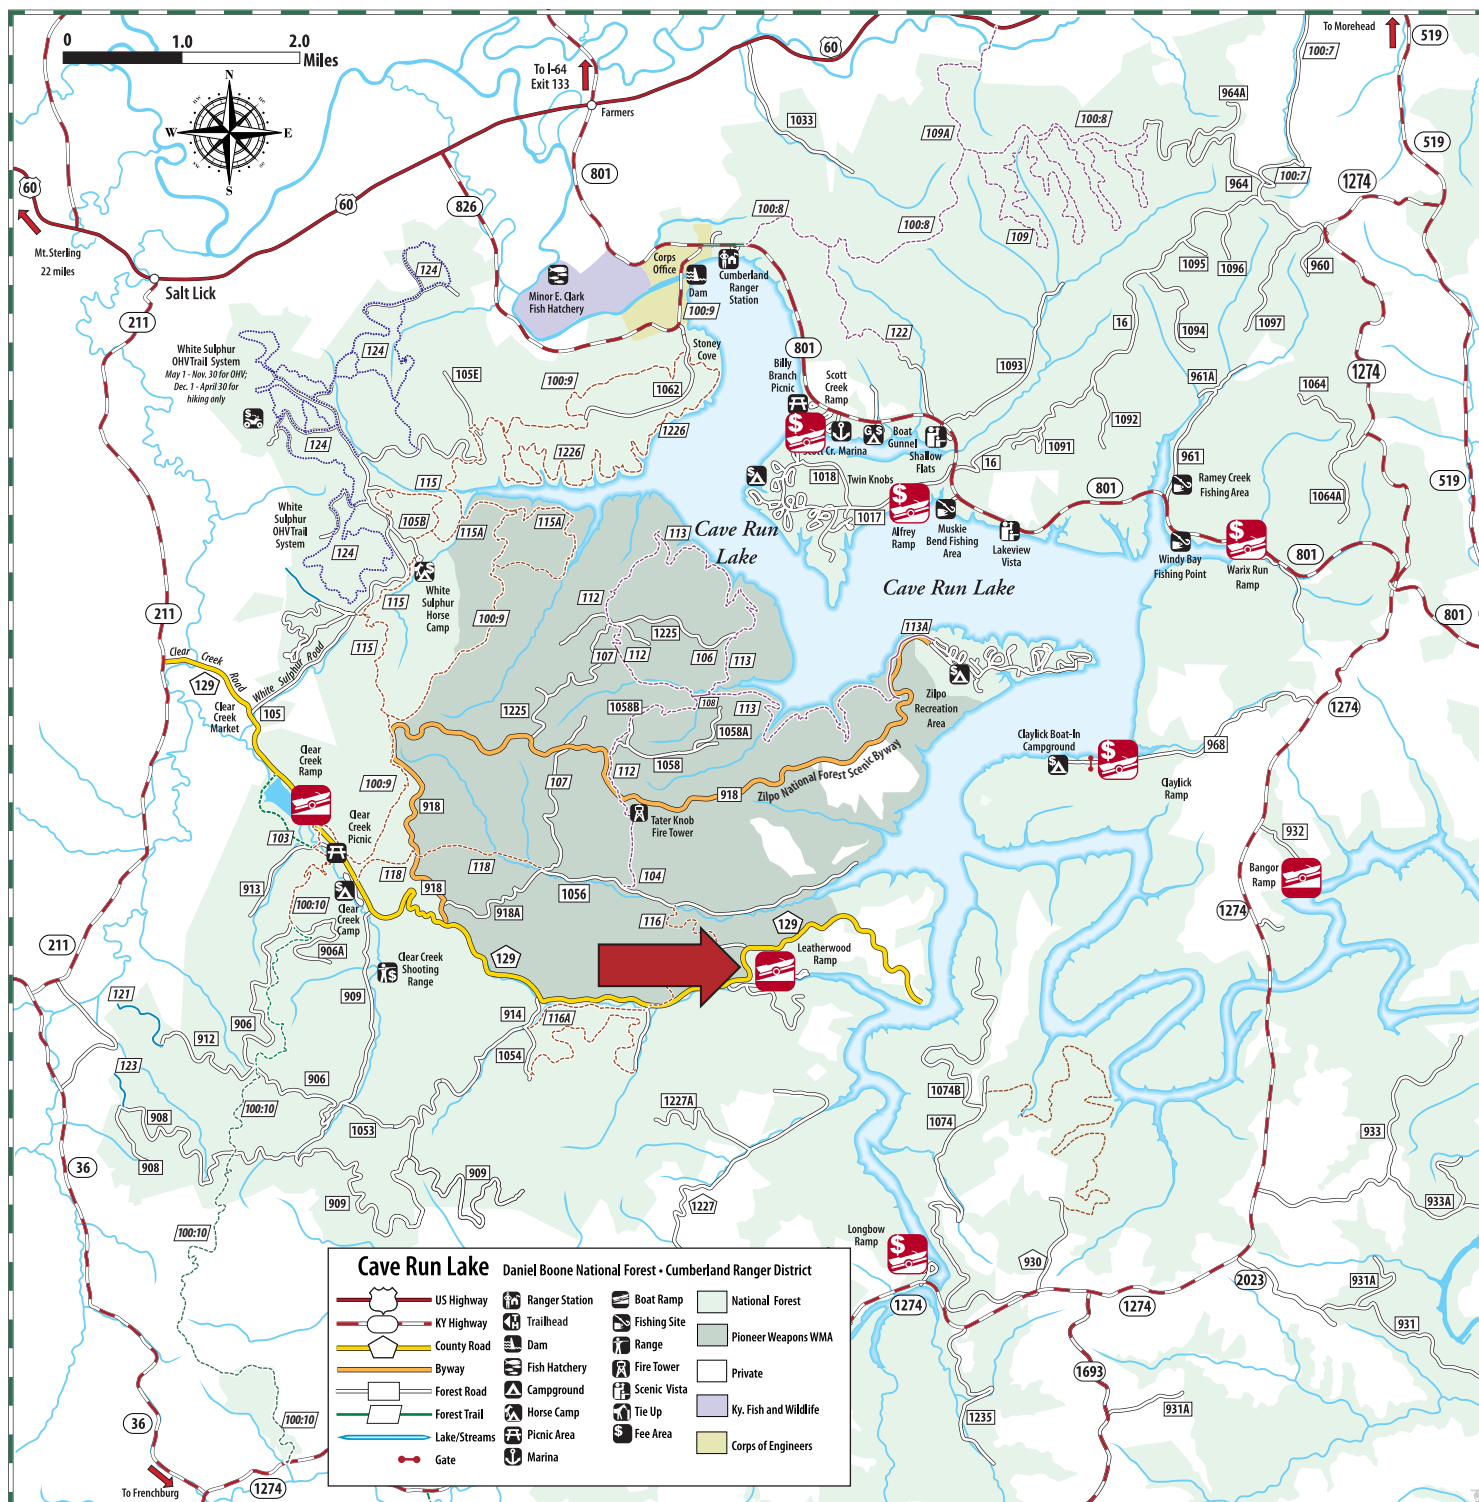 0 1.0 2.0
Miles
N
W E
S
To I-64
Exit 133
Farmers
60
To Morehead
100:7
519
964A
1033
109A
100:8
519
801
964
100:7
1274
60
60
826
Mt. Sterling
22 miles
Salt Lick
100:8
100:8
109
211
124
Corps
Office
Minor E. Clark
Fish Hatchery
Dam
Cumberland
Ranger
Station
100:9
1095
1096
960
White Sulphur
OHV Trail System
May 1 - Nov. 30 for OHV;
Dec. 1 - April 30 for
hiking only
124
122
16
1094
1097
Stoney
Cove
801
Billy
Branch
Picnic
Scott
Creek
Ramp
1093
105E
100:9
1062
961A
1064
1274
124
1226
1226
Scott Cr. Marina
Boat
Gunnel
Shallow
Flats
1092
1091
16
961
Ramey Creek
Fishing Area
115
1018
Twin Knobs
801
519
1064A
White
Sulphur
OHV Trail
System
105B
115A
115A
1017
Alfrey
Ramp
Muskie
Bend Fishing
Area
Lakeview
Vista
Cave Run
Lake
113
124
Windy Bay
Fishing Point
Warix Run
Ramp
801
White
Sulphur
Horse
Camp
Cave Run Lake
115
112
100:9
211
801
1225
113A
115
107
112
106
113
Clear Creek Road
129
White Sulphur Road
105
Clear
Creek
Market
Zilpo
Recreation
Area
1225
1058B
108
113
1058A
1274
Claylick Boat-In
Campground
968
Clear
Creek
Ramp
1058
Zilpo National Forest Scenic Byway
112
107
100:9
918
918
Claylick
Ramp
Clear
Creek
Picnic
Tater Knob
Fire Tower
103
932
118
118
104
Bangor
Ramp
913
918
1056
918A
100:10
Clear
Creek
Camp
116
129
1274
211
906A
129
Leatherwood
Ramp
Clear Creek
Shooting
Range
121
909
914
116A
912
906
1054
123
906
1074B
100:10
1227A
1074
908
1053
933
908
36
909
909
1227
933A
100:10
Longbow
Ramp
930
2023
931A
1274
1274
931
1693
931A
1235
36
100:10
To Frenchburg
1274
Cave Run Lake Daniel Boone National Forest • Cumberland Ranger District
US Highway Ranger Station Boat Ramp National Forest
KY Highway Trailhead Fishing Site
County Road Dam Range Pioneer Weapons WMA
Byway Fish Hatchery Fire Tower
Forest Road Campground Scenic Vista Private
Forest Trail Horse Camp Tie Up Ky. Fish and Wildlife
Lake/Streams Picnic Area Fee Area
Gate Marina Corps of Engineers